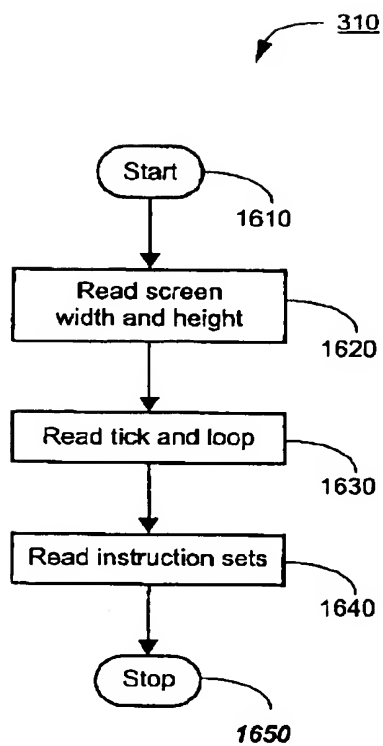 310
Start
1610
Read screen
width and height
1620
Read tick and loop
1630
Read instruction sets
1640
Stop
1650